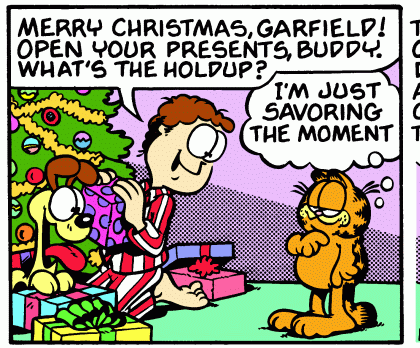 MERRY CHRISTMAS, GARFIELD!
OPEN YOUR PRESENTS, BUDDY.
WHAT'S THE HOLDUP?
I'M JUST
SAVORING
THE MOMENT